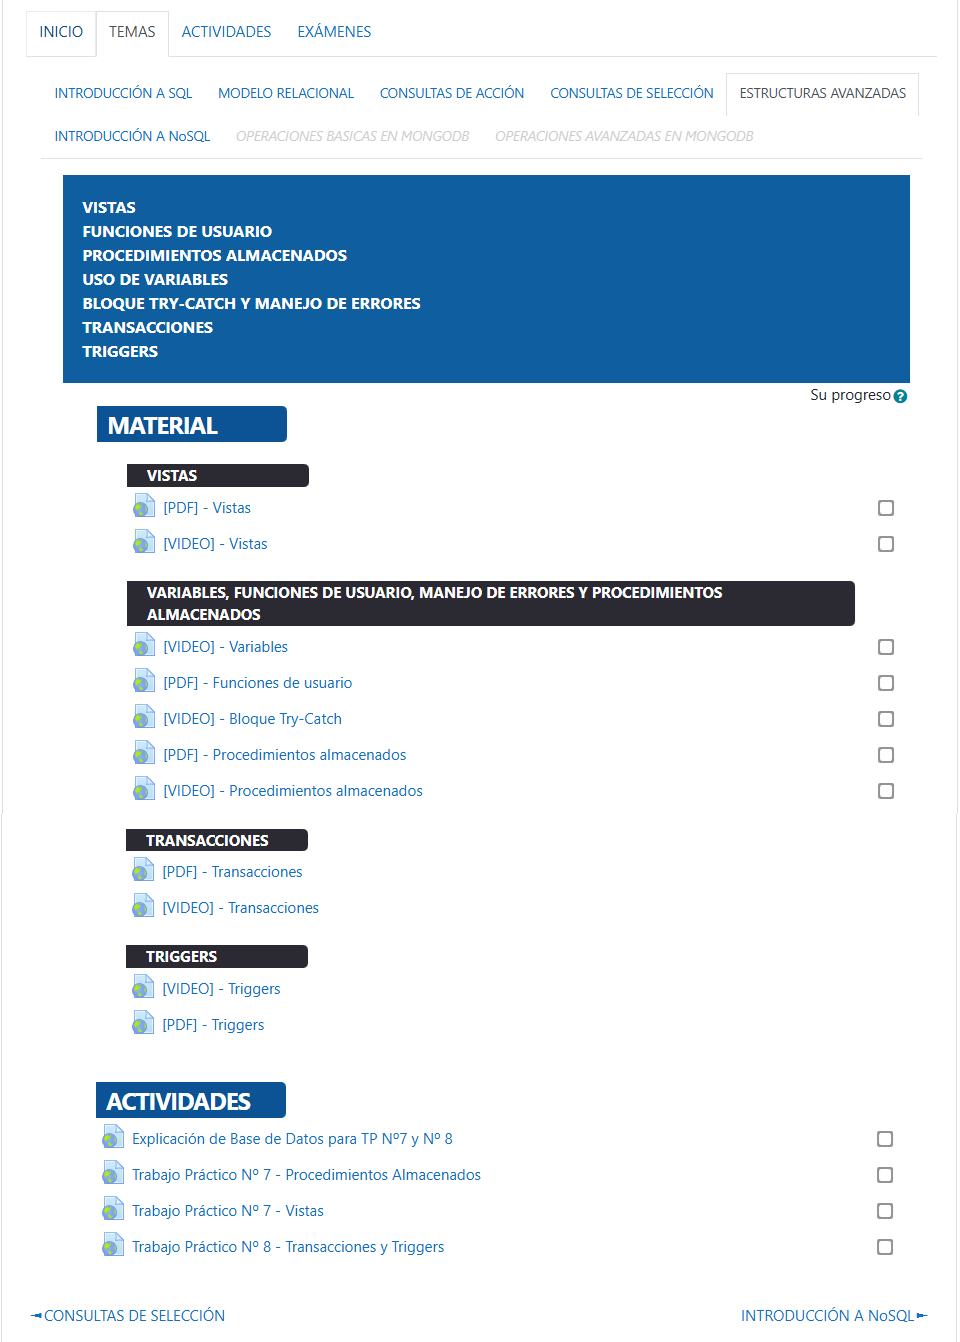 INICIO TEMAS ACTIVIDADES EXÁMENES
INTRODUCCIÓN A SQL MODELO RELACIONAL CONSULTAS DE ACCIÓN CONSULTAS DE SELECCIÓN ESTRUCTURAS AVANZADAS
INTRODUCCIÓN A NoSQL OPERACIONES BASICAS EN MONGODB OPERACIONES AVANZADAS EN MONGODB
VISTAS
FUNCIONES DE USUARIO
PROCEDIMIENTOS ALMACENADOS
USO DE VARIABLES
BLOQUE TRY-CATCH Y MANEJO DE ERRORES
TRANSACCIONES
TRIGGERS
Su progreso
MATERIAL
VISTAS
[PDF] - Vistas
[VIDEO] - Vistas
VARIABLES, FUNCIONES DE USUARIO, MANEJO DE ERRORES Y PROCEDIMIENTOS
ALMACENADOS
[VIDEO] - Variables
[PDF] - Funciones de usuario
[VIDEO] - Bloque Try-Catch
[PDF] - Procedimientos almacenados
[VIDEO] - Procedimientos almacenados
TRANSACCIONES
[PDF] - Transacciones
[VIDEO] - Transacciones
TRIGGERS
[VIDEO] - Triggers
[PDF] - Triggers
ACTIVIDADES
Explicación de Base de Datos para TP Nº7 y Nº 8
Trabajo Práctico Nº 7 - Procedimientos Almacenados
Trabajo Práctico Nº 7 - Vistas
Trabajo Práctico Nº 8 - Transacciones y Triggers
◄CONSULTAS DE SELECCIÓN INTRODUCCIÓN A NoSQL►